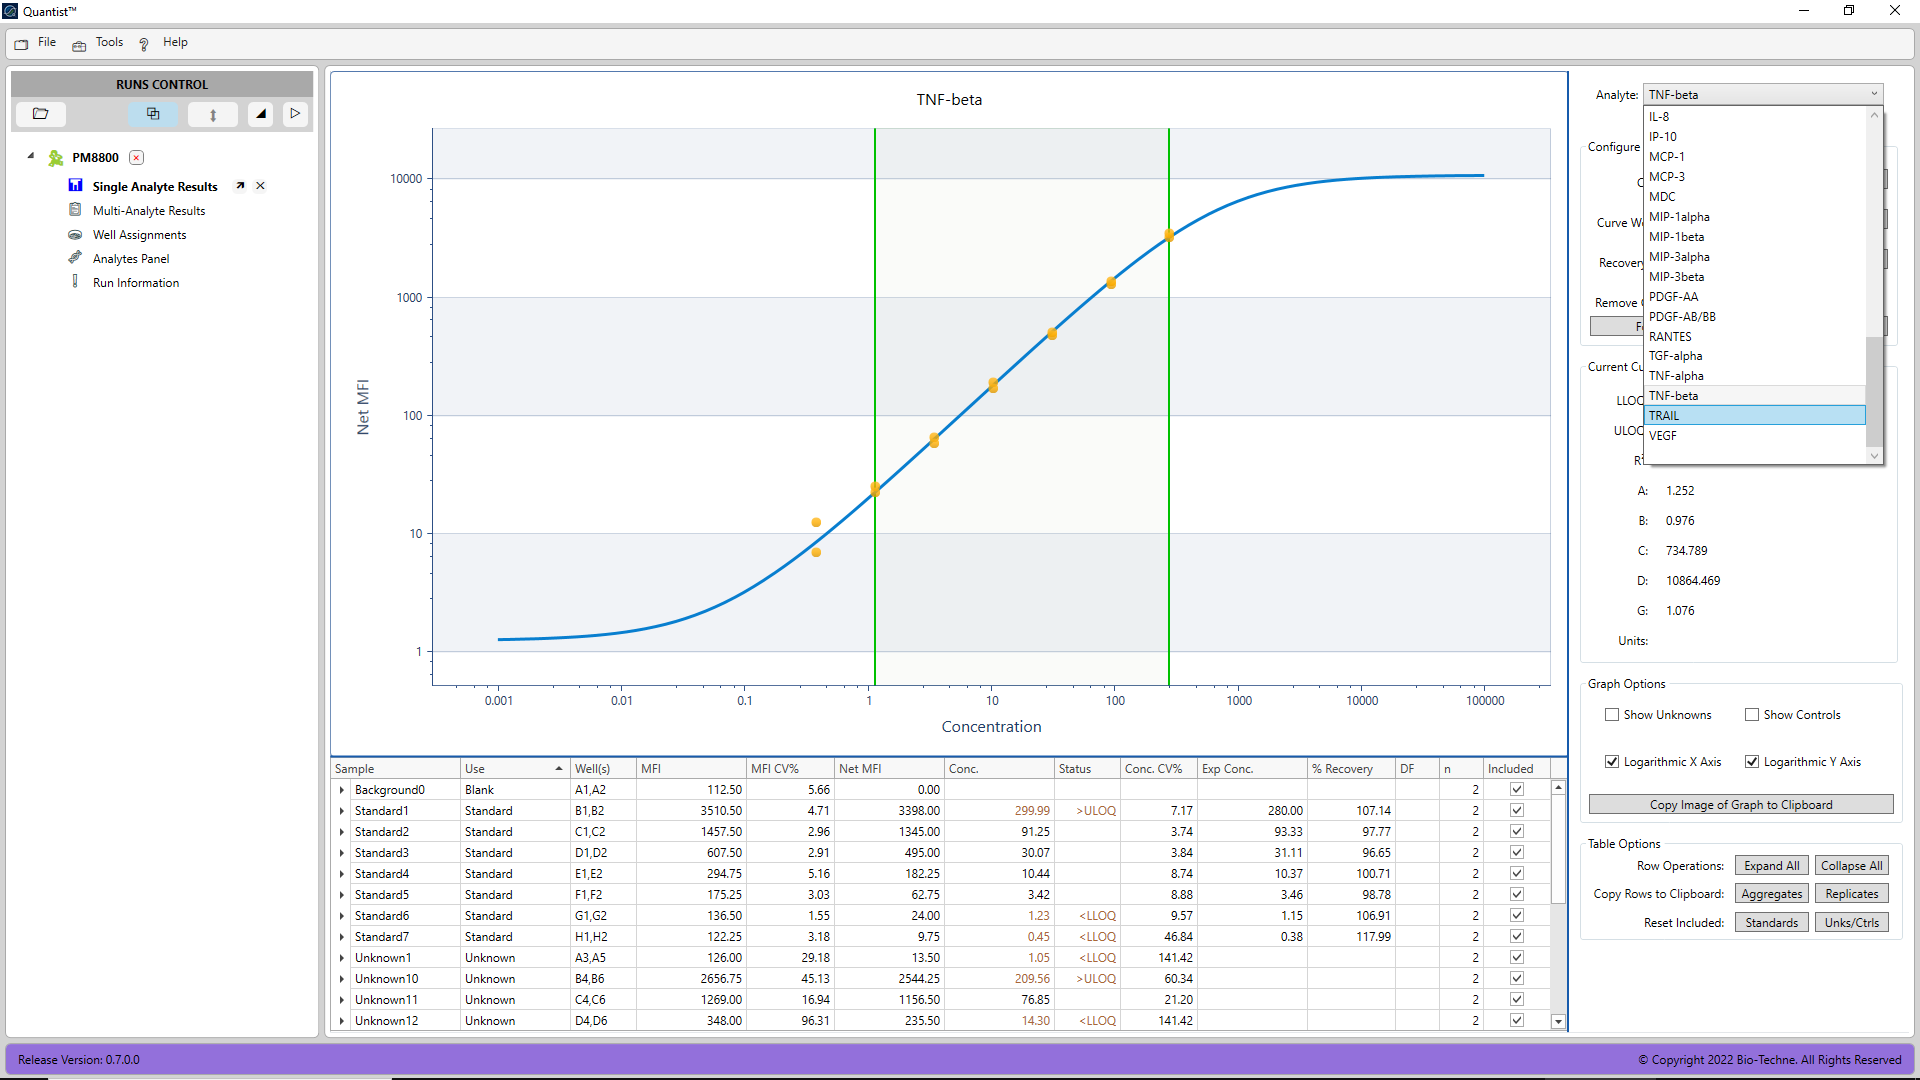 Quantist™
File Tools Help
RUNS CONTROL
PM8800
Single Analyte Results
Multi-Analyte Results
Well Assignments
Analytes Panel
Run Information
TNF-beta
Net MFI
10000
1000
100
10
1
0.001 0.01 0.1 1 10 100 1000 10000 100000
Concentration
Sample Use Well(s) MFI MFI CV% Net MFI Conc. Status Conc. CV% Exp Conc. % Recovery DF n Included
Background0 Blank A1,A2 112.50 5.66 0.00 2
Standard1 Standard B1,B2 3510.50 4.71 3398.00 299.99 >ULOQ 7.17 280.00 107.14 2
Standard2 Standard C1,C2 1457.50 2.96 1345.00 91.25 3.74 93.33 97.77 2
Standard3 Standard D1,D2 607.50 2.91 495.00 30.07 3.84 31.11 96.65 2
Standard4 Standard E1,E2 294.75 5.16 182.25 10.44 8.74 10.37 100.71 2
Standard5 Standard F1,F2 175.25 3.03 62.75 3.42 8.88 3.46 98.78 2
Standard6 Standard G1,G2 136.50 1.55 24.00 1.23 <LLOQ 9.57 1.15 106.91 2
Standard7 Standard H1,H2 122.25 3.18 9.75 0.45 <LLOQ 46.84 0.38 117.99 2
Unknown1 Unknown A3,A5 126.00 29.18 13.50 1.05 <LLOQ 141.42 2
Unknown10 Unknown B4,B6 2656.75 45.13 2544.25 209.56 >ULOQ 60.34 2
Unknown11 Unknown C4,C6 1269.00 16.94 1156.50 76.85 21.20 2
Unknown12 Unknown D4,D6 348.00 96.31 235.50 14.30 <LLOQ 141.42 2
Analyte: TNF-beta
IL-8
IP-10
MCP-1
MCP-3
MDC
MIP-1alpha
MIP-1beta
MIP-3alpha
MIP-3beta
PDGF-AA
PDGF-AB/BB
RANTES
TGF-alpha
TNF-alpha
TNF-beta
TRAIL
VEGF
Configure
Curve
Recovery
Remove
Current
A: 1.252
B: 0.976
C: 734.789
D: 10864.469
G: 1.076
Units:
Graph Options
Show Unknowns Show Controls
Logarithmic X Axis Logarithmic Y Axis
Copy Image of Graph to Clipboard
Table Options
Row Operations: Expand All Collapse All
Copy Rows to Clipboard: Aggregates Replicates
Reset Included: Standards Unks/Ctrls
Release Version: 0.7.0.0
© Copyright 2022 Bio-Techne. All Rights Reserved